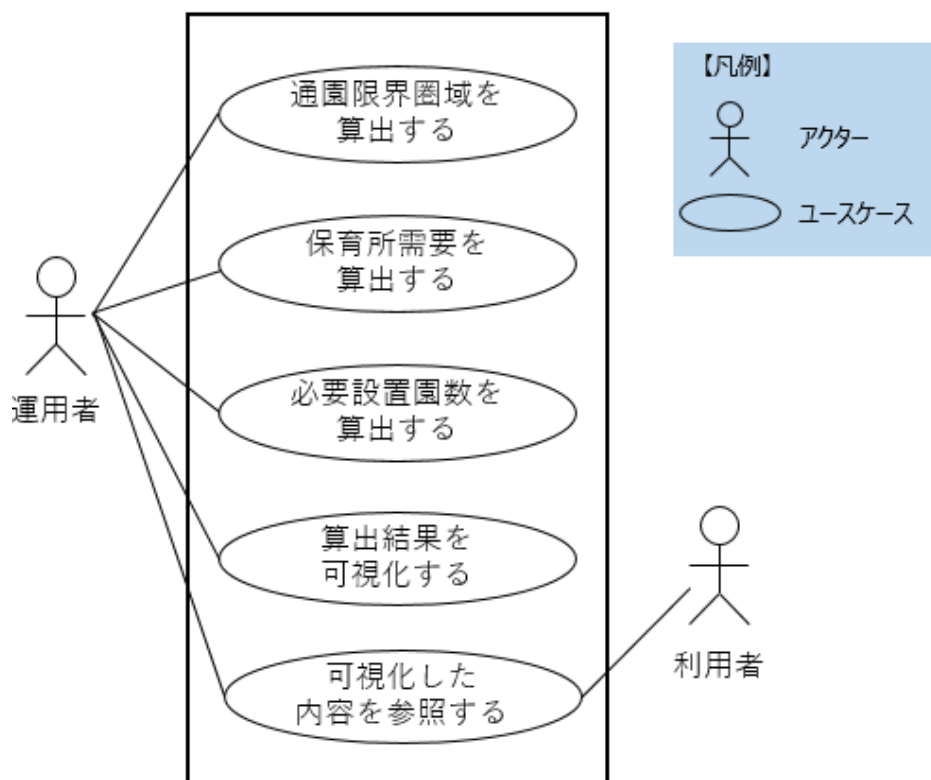 通園限界圏域を
算出する
保育所需要を
算出する
必要設置園数を
算出する
算出結果を
可視化する
可視化した
内容を参照する
運用者
利用者
【凡例】
アクター
ユースケース